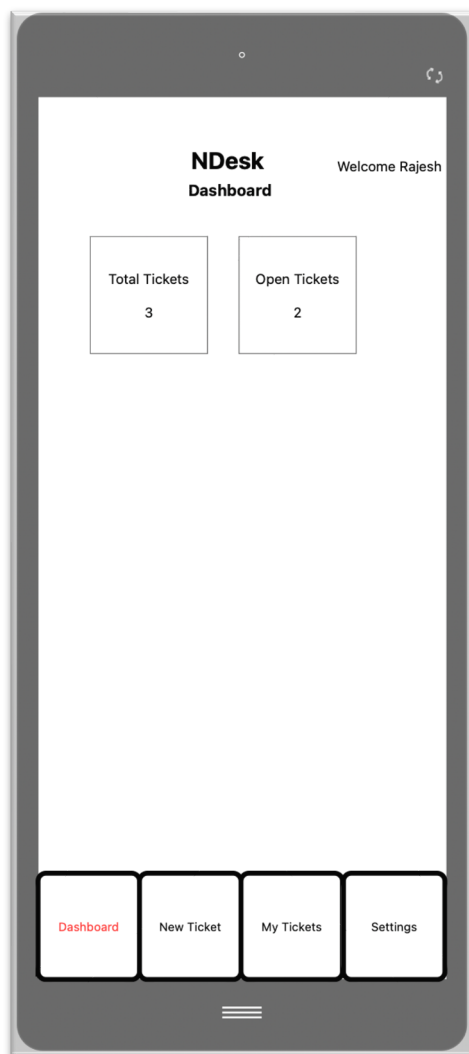 NDesk
Welcome Rajesh
Dashboard
Total Tickets
3
Open Tickets
2
Dashboard
New Ticket
My Tickets
Settings